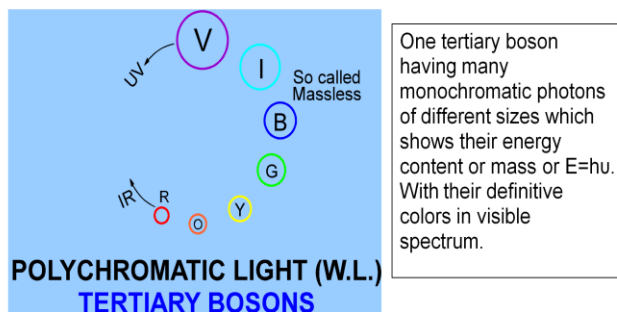 V
I
UV
So called
Massless
B
G
IR
R
O
Y
POLYCHROMATIC LIGHT (W.L.)
TERTIARY BOSONS
One tertiary boson
having many
monochromatic photons
of different sizes which
shows their energy
content or mass or E=hυ.
With their definitive
colors in visible
spectrum.